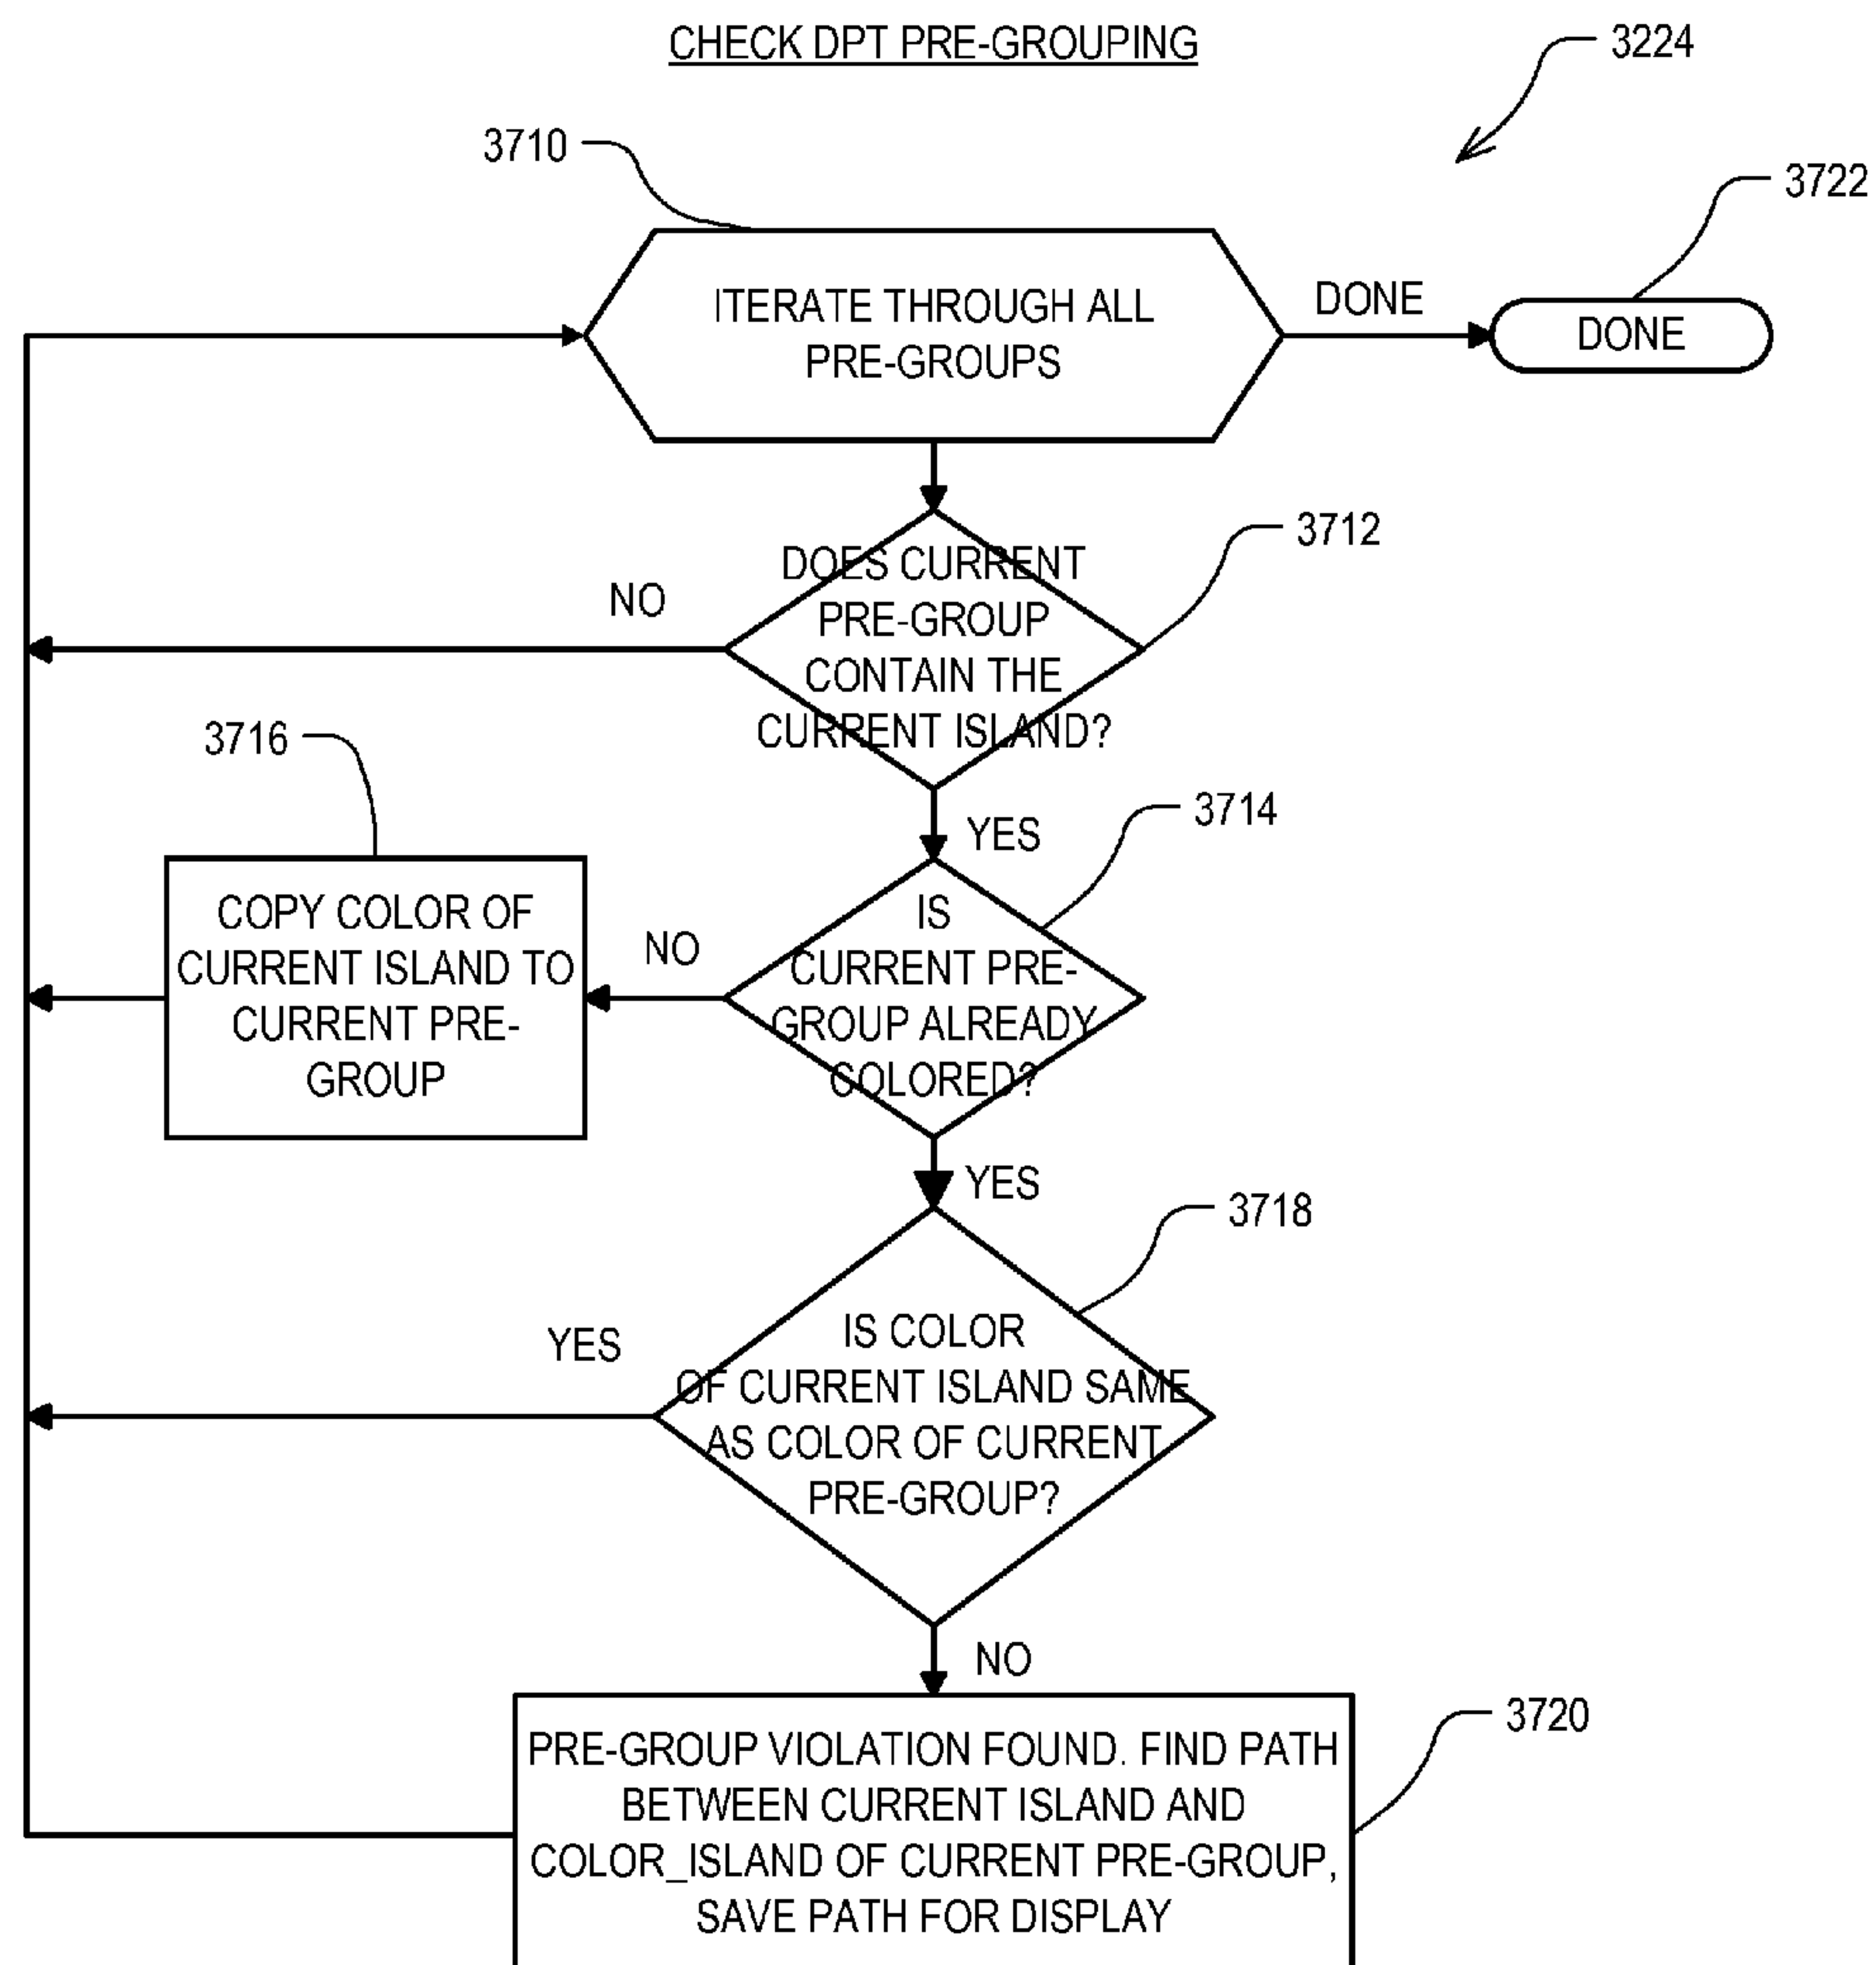 CHECK DPT PRE-GROUPING
3224
3710
3722
ITERATE THROUGH ALL
PRE-GROUPS
DONE
DONE
3712
DOES CURRENT
PRE-GROUP
CONTAIN THE
CURRENT ISLAND?
NO
YES
3716
3714
COPY COLOR OF
CURRENT ISLAND TO
CURRENT PRE-
GROUP
NO
IS
CURRENT PRE-
GROUP ALREADY
COLORED?
YES
3718
YES
IS COLOR
OF CURRENT ISLAND SAME
AS COLOR OF CURRENT
PRE-GROUP?
NO
3720
PRE-GROUP VIOLATION FOUND. FIND PATH
BETWEEN CURRENT ISLAND AND
COLOR_ISLAND OF CURRENT PRE-GROUP,
SAVE PATH FOR DISPLAY